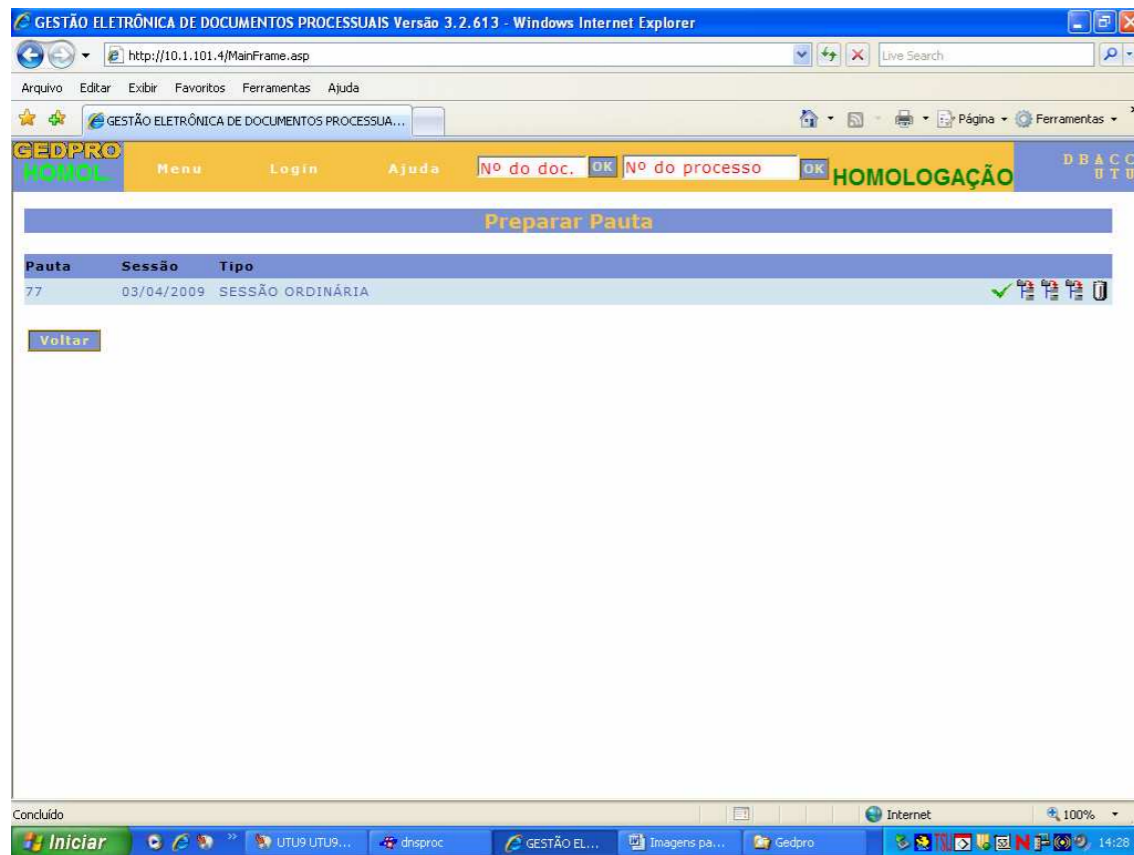 GESTÃO ELETRÔNICA DE DOCUMENTOS PROCESSUAIS Versão 3.2.613 - Windows Internet Explorer
http://10.1.101.4/MainFrame.asp Live Search
Arquivo Editar Exibir Favoritos Ferramentas Ajuda
GESTÃO ELETRÔNICA DE DOCUMENTOS PROCESSUA... Página Ferramentas
GEDPRO
HOMOL. Menu Login Ajuda Nº do doc. OK Nº do processo OK HOMOLOGAÇÃO
DBACC
UTU
Preparar Pauta
Pauta Sessão Tipo
77 03/04/2009 SESSÃO ORDINÁRIA
Voltar
Concluído Internet 100%
Iniciar UTU9 UTU9... dnsproc GESTÃO EL... Imagens pa... Gedpro 14:28